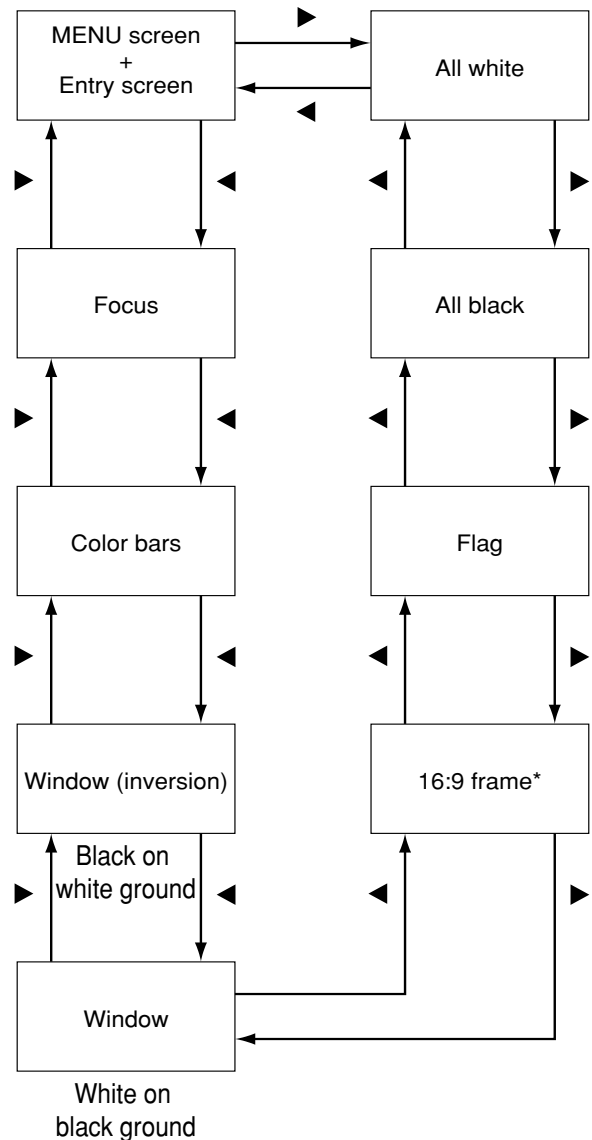 MENU screen
+
Entry screen
All white
Focus
All black
Color bars
Flag
Window (inversion)
16:9 frame*
Black on
white ground
Window
White on
black ground